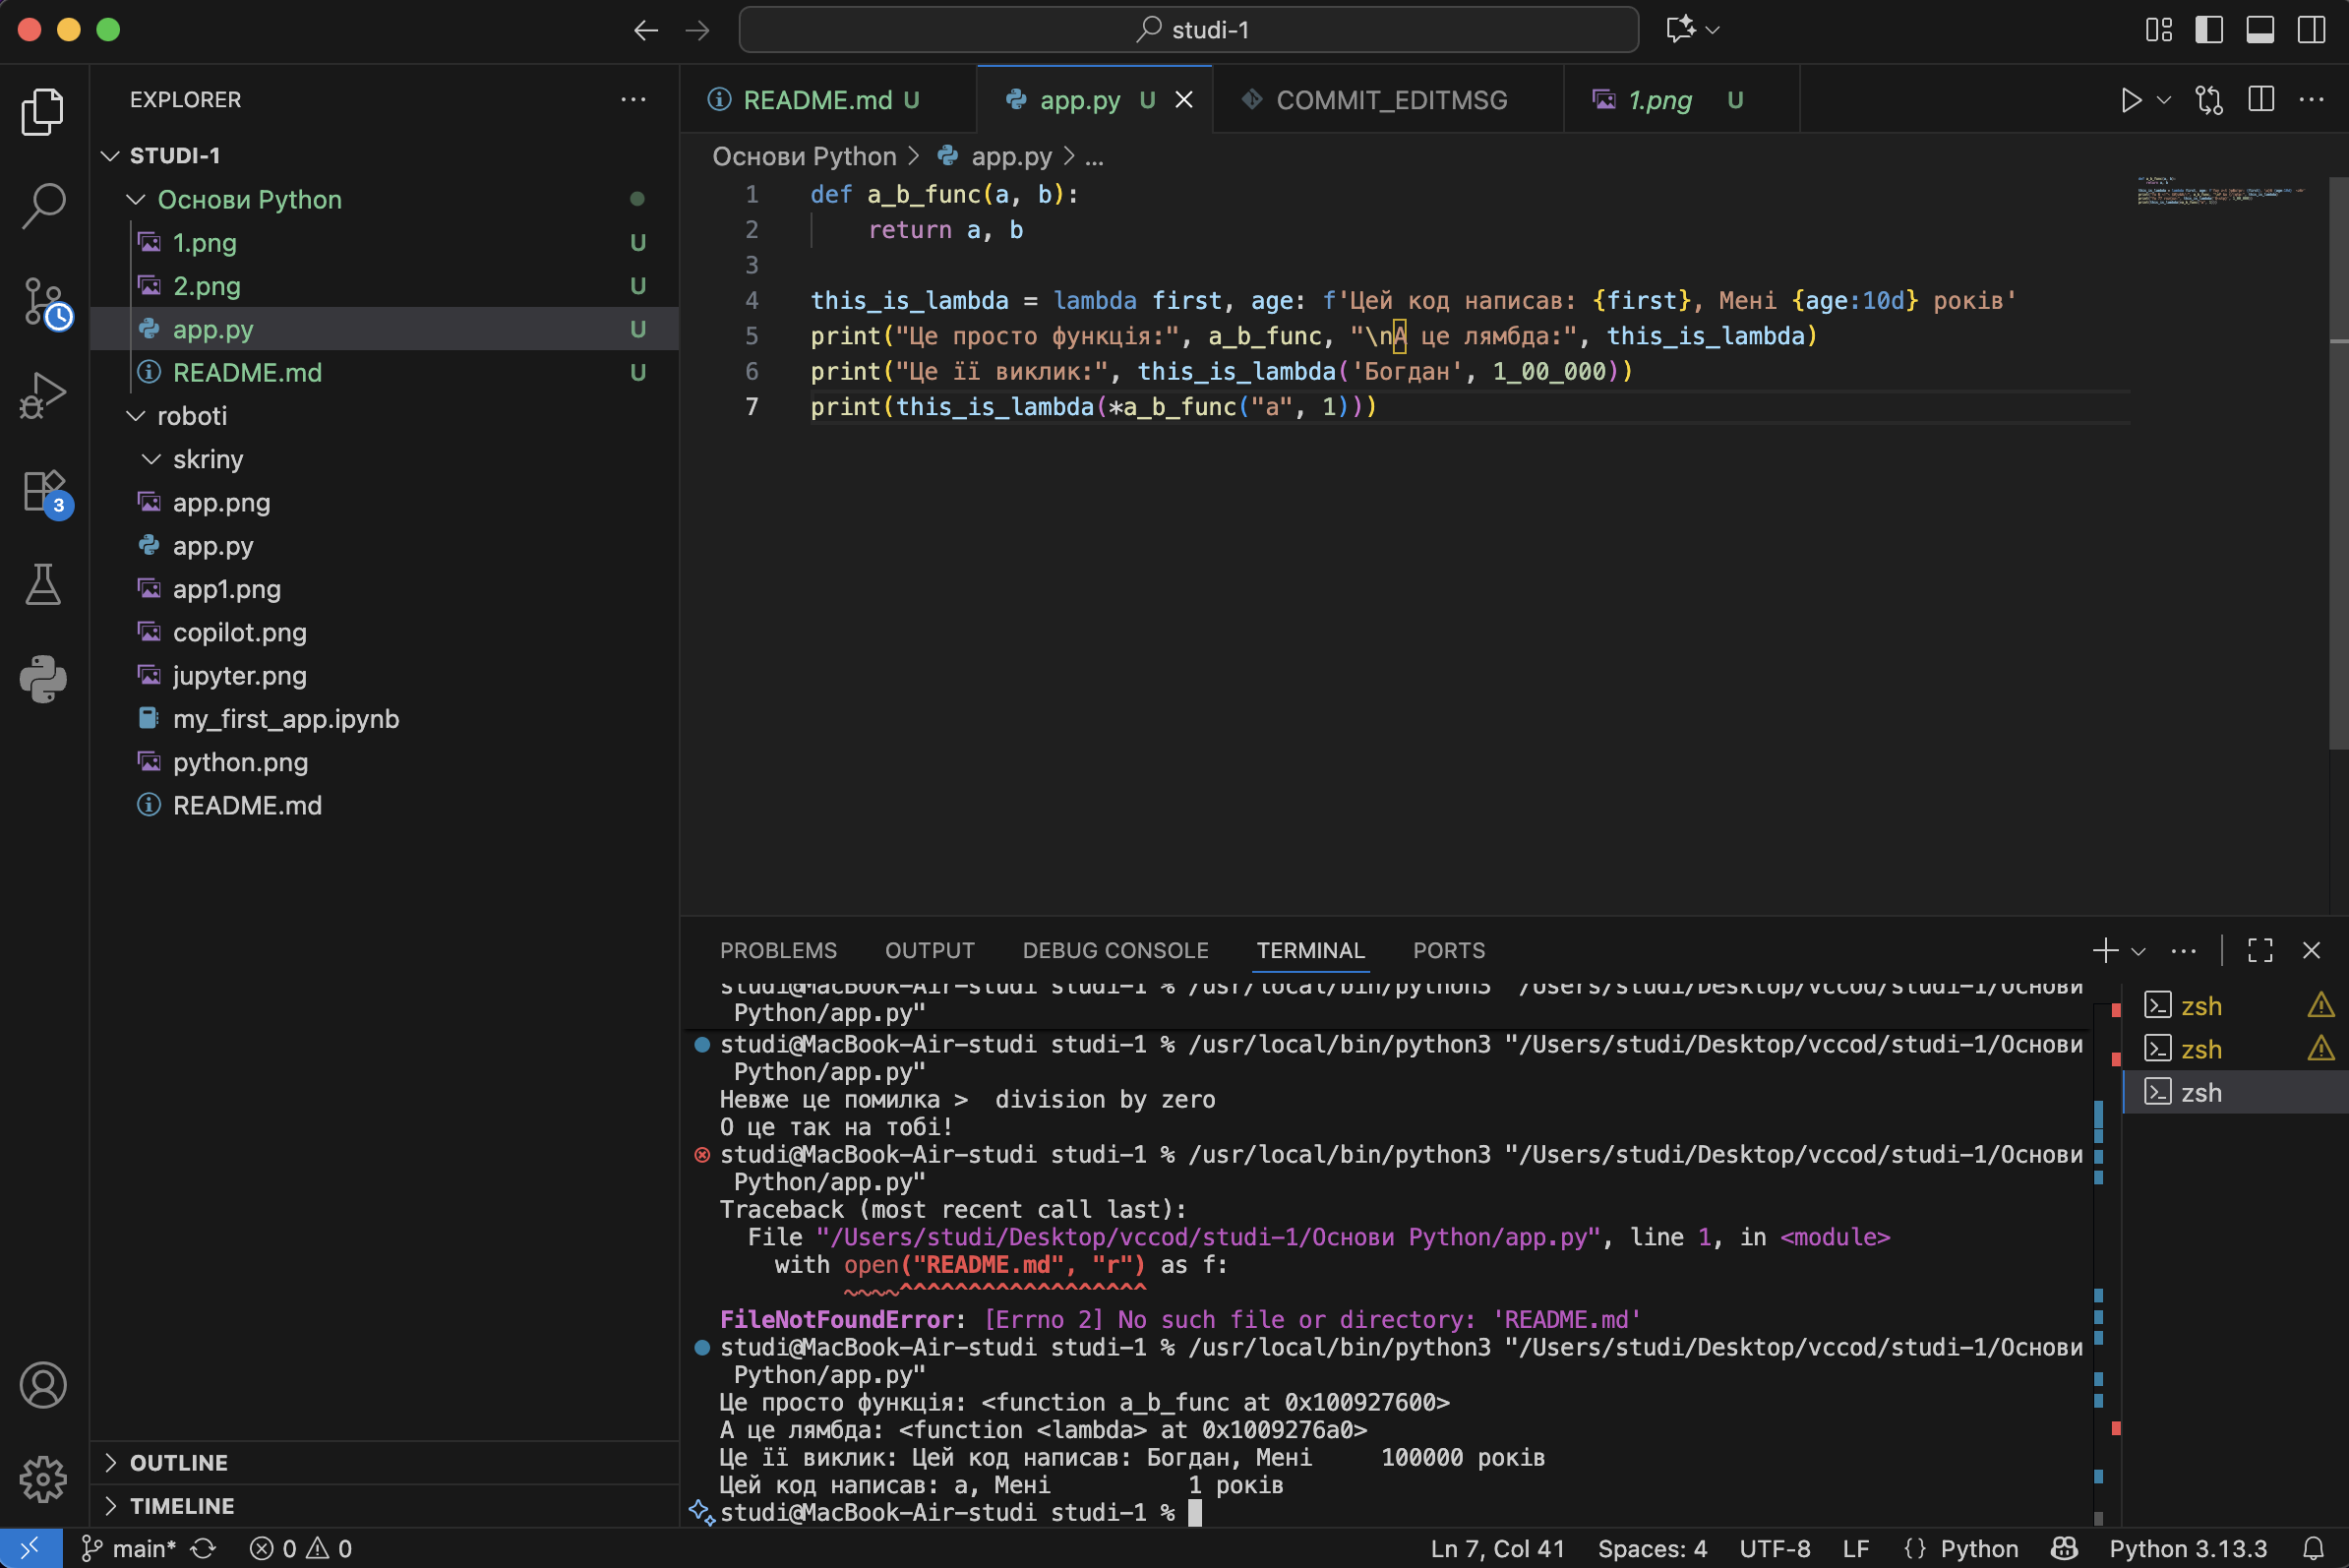 studi-1
EXPLORER
STUDI-1
Основи Python
1.png U
2.png U
app.py U
README.md U
roboti
skriny
app.png
app.py
app1.png
copilot.png
jupyter.png
my_first_app.ipynb
python.png
README.md
OUTLINE
TIMELINE
3
README.md U
app.py U
COMMIT_EDITMSG
1.png U
Основи Python > app.py > ...
1 def a_b_func(a, b):
2     return a, b
3
4 this_is_lambda = lambda first, age: f'Цей код написав: {first}, Мені {age:10d} років'
5 print("Це просто функція:", a_b_func, "\nА це лямбда:", this_is_lambda)
6 print("Це її виклик:", this_is_lambda('Богдан', 1_00_000))
7 print(this_is_lambda(*a_b_func("a", 1)))
PROBLEMS OUTPUT DEBUG CONSOLE TERMINAL PORTS
studi@MacBook-Air-studi studi-1 % /usr/local/bin/python3 "/Users/studi/Desktop/vccod/studi-1/Основи
 Python/app.py"
studi@MacBook-Air-studi studi-1 % /usr/local/bin/python3 "/Users/studi/Desktop/vccod/studi-1/Основи
 Python/app.py"
Невже це помилка >  division by zero
О це так на тобі!
studi@MacBook-Air-studi studi-1 % /usr/local/bin/python3 "/Users/studi/Desktop/vccod/studi-1/Основи
 Python/app.py"
Traceback (most recent call last):
  File "/Users/studi/Desktop/vccod/studi-1/Основи Python/app.py", line 1, in <module>
    with open("README.md", "r") as f:
         ~~~~^^^^^^^^^^^^^^^^^^
FileNotFoundError: [Errno 2] No such file or directory: 'README.md'
studi@MacBook-Air-studi studi-1 % /usr/local/bin/python3 "/Users/studi/Desktop/vccod/studi-1/Основи
 Python/app.py"
Це просто функція: <function a_b_func at 0x100927600>
А це лямбда: <function <lambda> at 0x1009276a0>
Це її виклик: Цей код написав: Богдан, Мені     100000 років
Цей код написав: a, Мені          1 років
studi@MacBook-Air-studi studi-1 %
zsh
zsh
zsh
main* 0 0 Ln 7, Col 41 Spaces: 4 UTF-8 LF {} Python Python 3.13.3